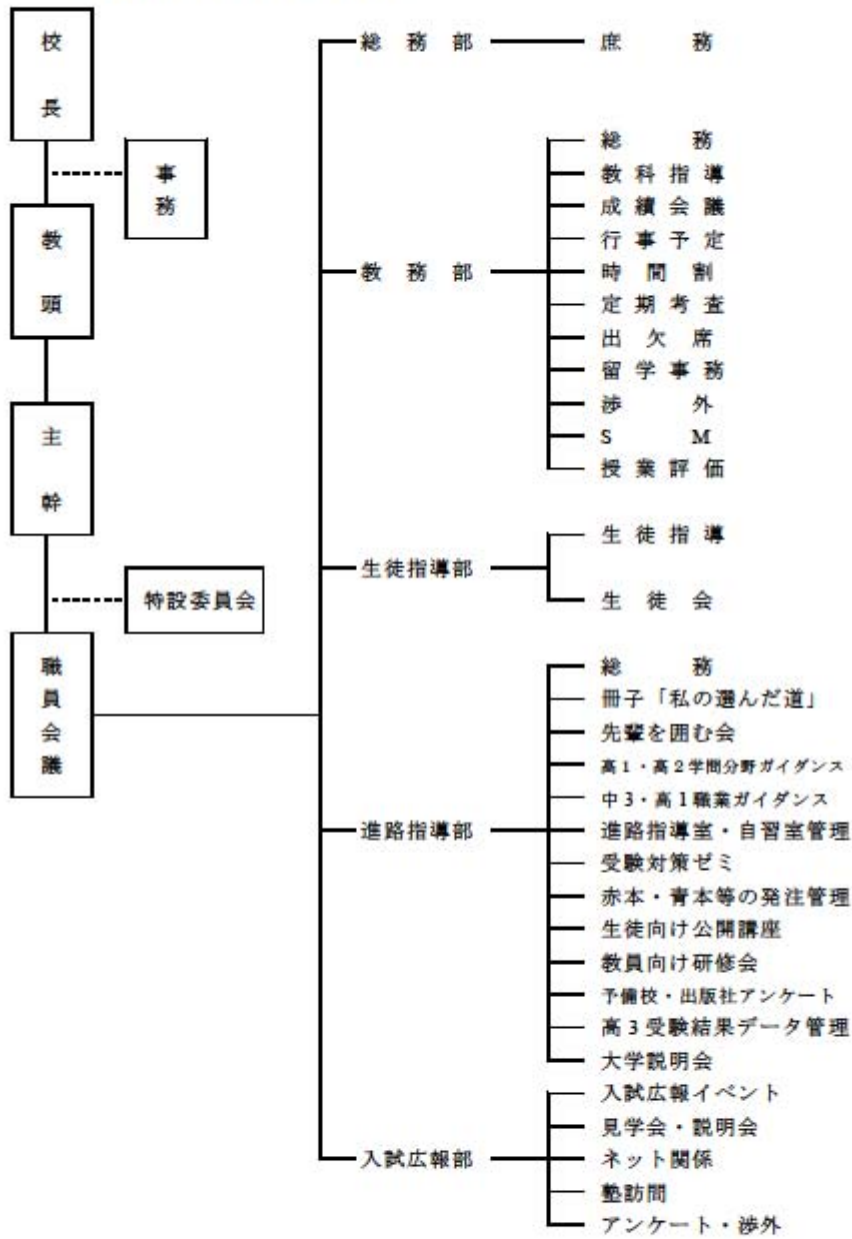 校長
事務
教頭
主幹
特設委員会
職員会議
総務部
庶務
教務部
総務
教科指導
成績会議
行事予定
時間割
定期考査
出欠席
留学事務
渉外
S M
授業評価
生徒指導部
生徒指導
生徒会
進路指導部
総務
冊子「私の選んだ道」
先輩を囲む会
高1・高2学問分野ガイダンス
中3・高1職業ガイダンス
進路指導室・自習室管理
受験対策ゼミ
赤本・青本等の発注管理
生徒向け公開講座
教員向け研修会
予備校・出版社アンケート
高3受験結果データ管理
大学説明会
入試広報部
入試広報イベント
見学会・説明会
ネット関係
塾訪問
アンケート・渉外